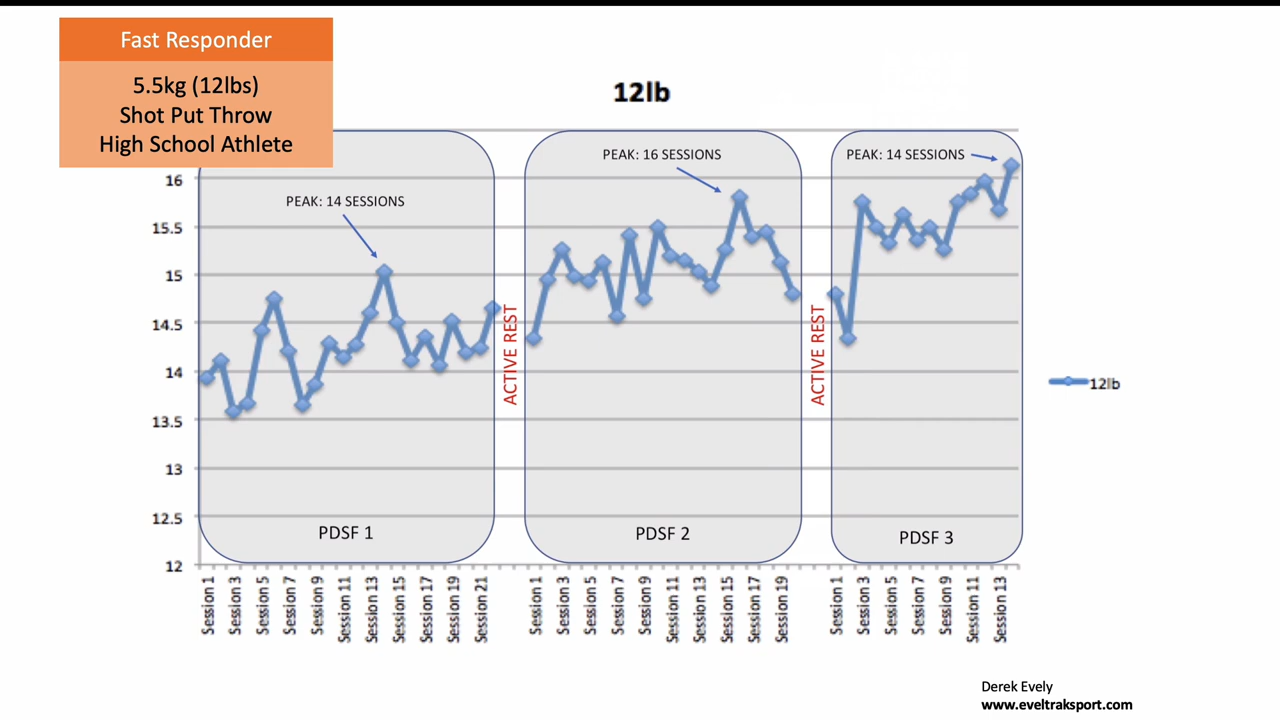 Fast Responder
5.5kg (12lbs)
Shot Put Throw
High School Athlete
12lb
PEAK: 14 SESSIONS
PEAK: 16 SESSIONS
PEAK: 14 SESSIONS
16
15.5
15
14.5
14
13.5
13
12.5
12
ACTIVE REST
ACTIVE REST
12lb
PDSF 1
PDSF 2
PDSF 3
Session 1
Session 3
Session 5
Session 7
Session 9
Session 11
Session 13
Session 15
Session 17
Session 19
Session 21
Session 1
Session 3
Session 5
Session 7
Session 9
Session 11
Session 13
Session 15
Session 17
Session 19
Session 1
Session 3
Session 5
Session 7
Session 9
Session 11
Session 13
Derek Evely
www.eveltraksport.com